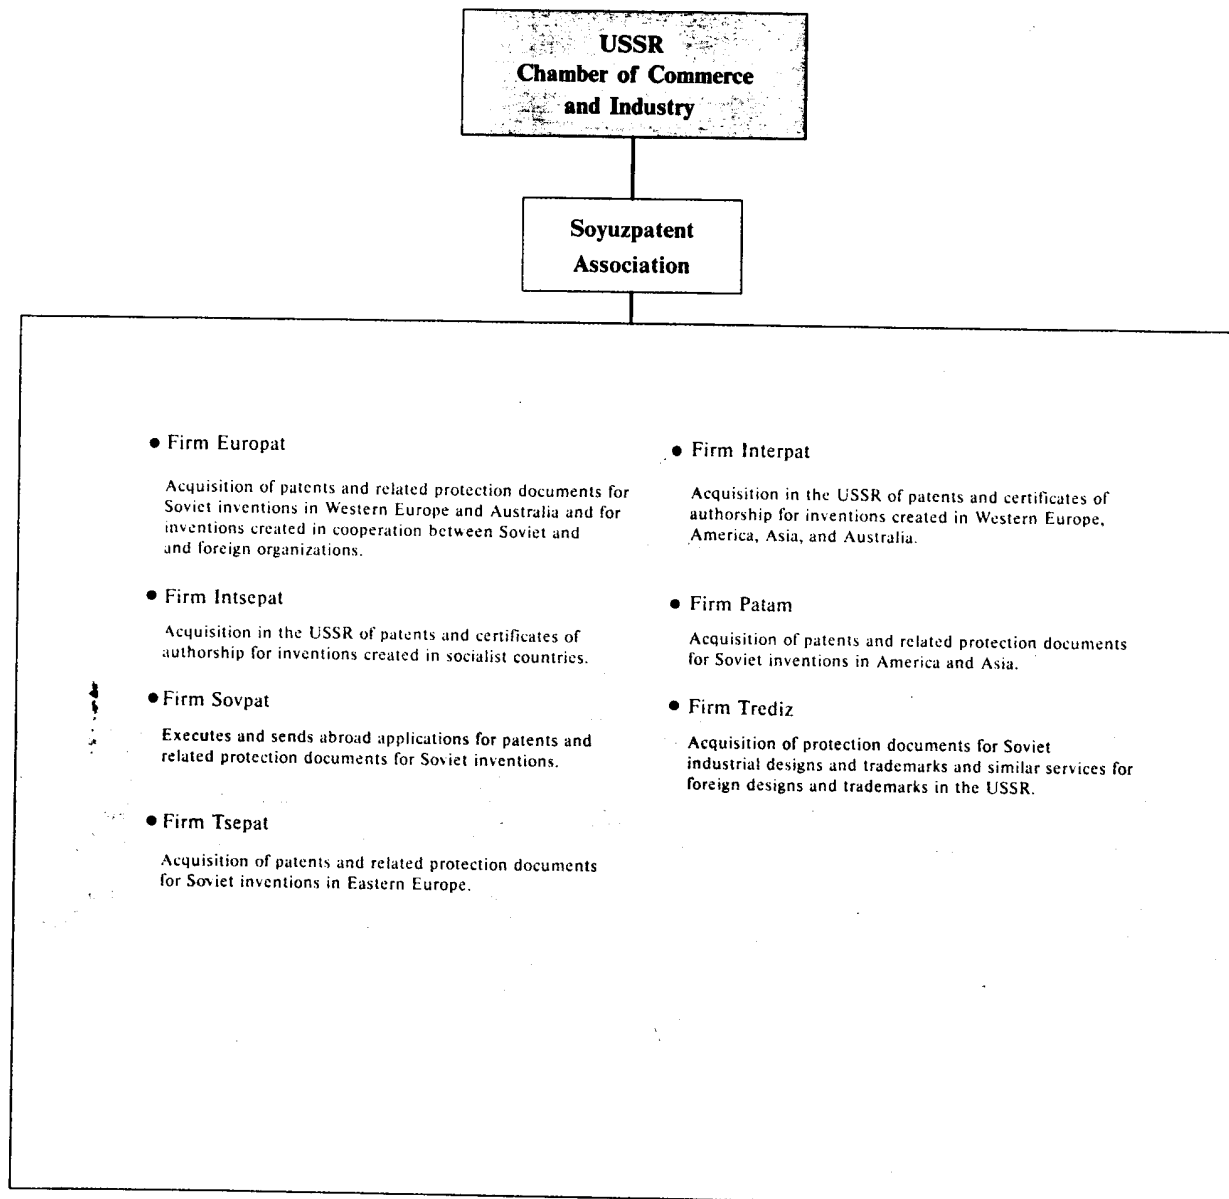 USSR
Chamber of Commerce
and Industry
Soyuzpatent
Association
● Firm Europat
Acquisition of patents and related protection documents for
Soviet inventions in Western Europe and Australia and for
inventions created in cooperation between Soviet and
and foreign organizations.
● Firm Intsepat
Acquisition in the USSR of patents and certificates of
authorship for inventions created in socialist countries.
● Firm Sovpat
Executes and sends abroad applications for patents and
related protection documents for Soviet inventions.
● Firm Tsepat
Acquisition of patents and related protection documents
for Soviet inventions in Eastern Europe.
● Firm Interpat
Acquisition in the USSR of patents and certificates of
authorship for inventions created in Western Europe,
America, Asia, and Australia.
● Firm Patam
Acquisition of patents and related protection documents
for Soviet inventions in America and Asia.
● Firm Trediz
Acquisition of protection documents for Soviet
industrial designs and trademarks and similar services for
foreign designs and trademarks in the USSR.